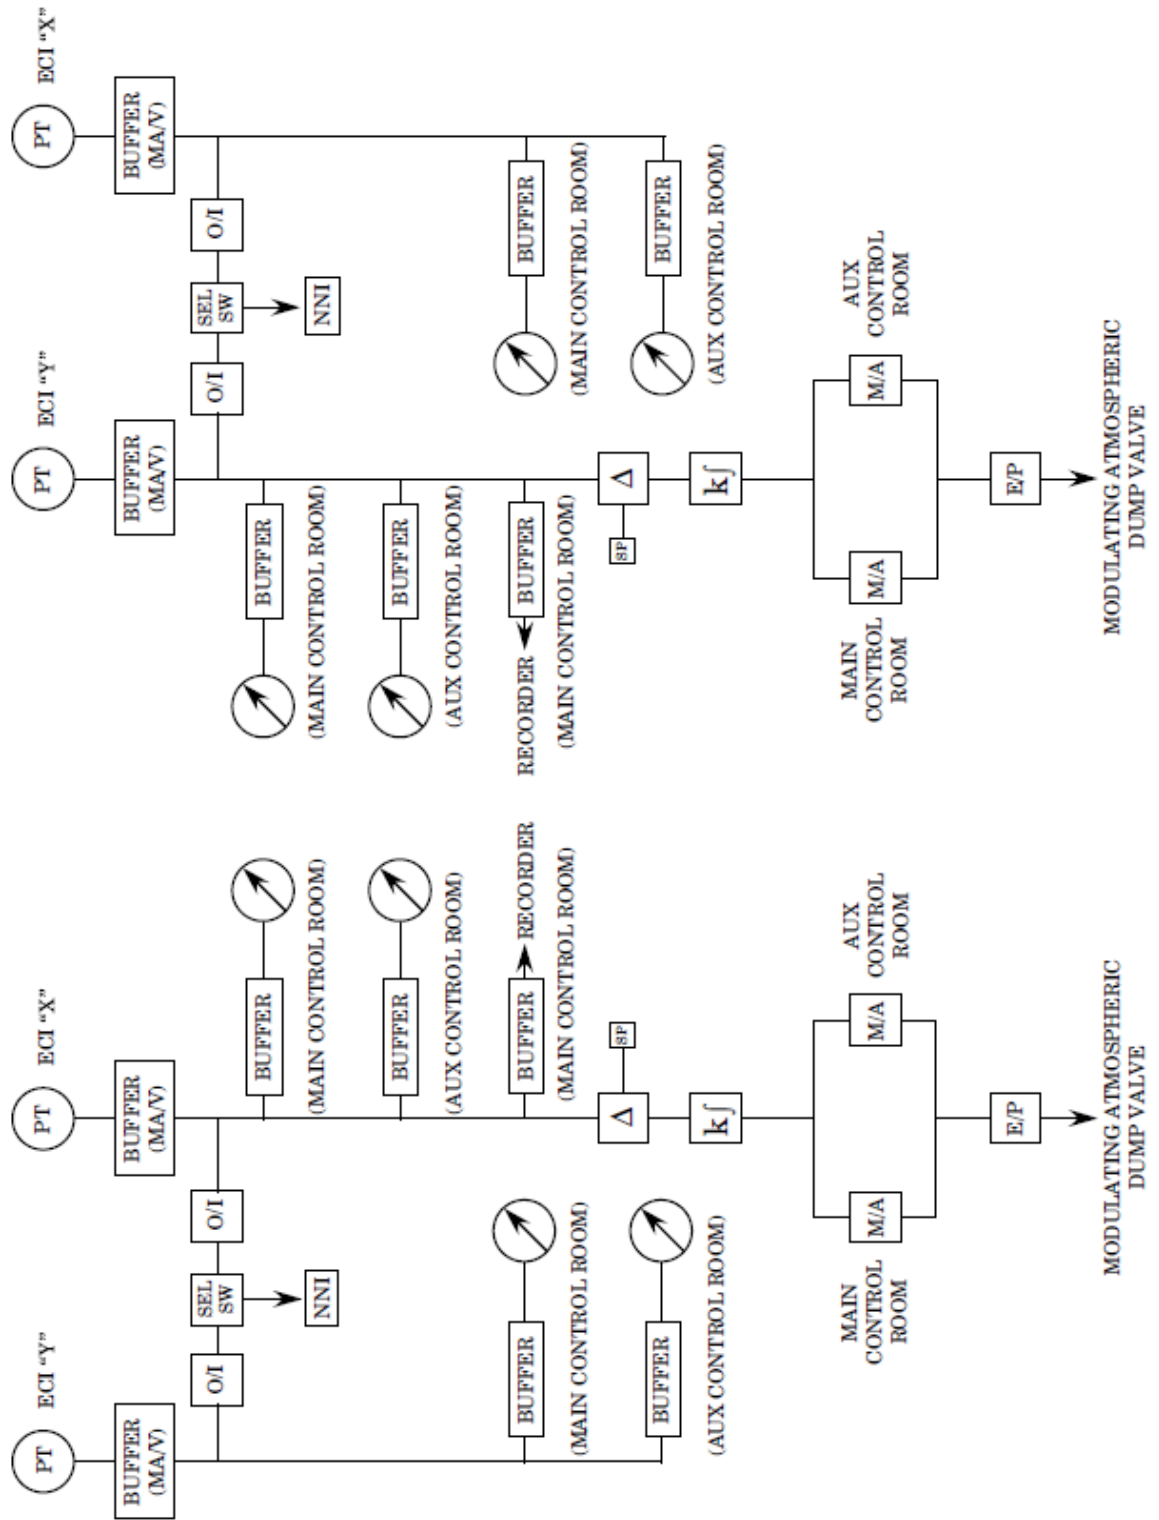 PT
ECI "Y"
PT
ECI "X"
PT
ECI "Y"
PT
ECI "X"
BUFFER
(MA/V)
BUFFER
(MA/V)
BUFFER
(MA/V)
BUFFER
(MA/V)
O/I
SEL
SW
O/I
O/I
SEL
SW
O/I
NNI
NNI
BUFFER
(MAIN CONTROL ROOM)
BUFFER
(MAIN CONTROL ROOM)
BUFFER
(AUX CONTROL ROOM)
BUFFER
(AUX CONTROL ROOM)
BUFFER
(MAIN CONTROL ROOM)
BUFFER
RECORDER
(MAIN CONTROL ROOM)
RECORDER
BUFFER
(MAIN CONTROL ROOM)
BUFFER
(MAIN CONTROL ROOM)
Δ
SP
SP
Δ
BUFFER
(AUX CONTROL ROOM)
BUFFER
(AUX CONTROL ROOM)
k∫
k∫
MAIN
CONTROL
ROOM
M/A
M/A
AUX
CONTROL
ROOM
MAIN
CONTROL
ROOM
M/A
M/A
AUX
CONTROL
ROOM
E/P
E/P
MODULATING ATMOSPHERIC
DUMP VALVE
MODULATING ATMOSPHERIC
DUMP VALVE